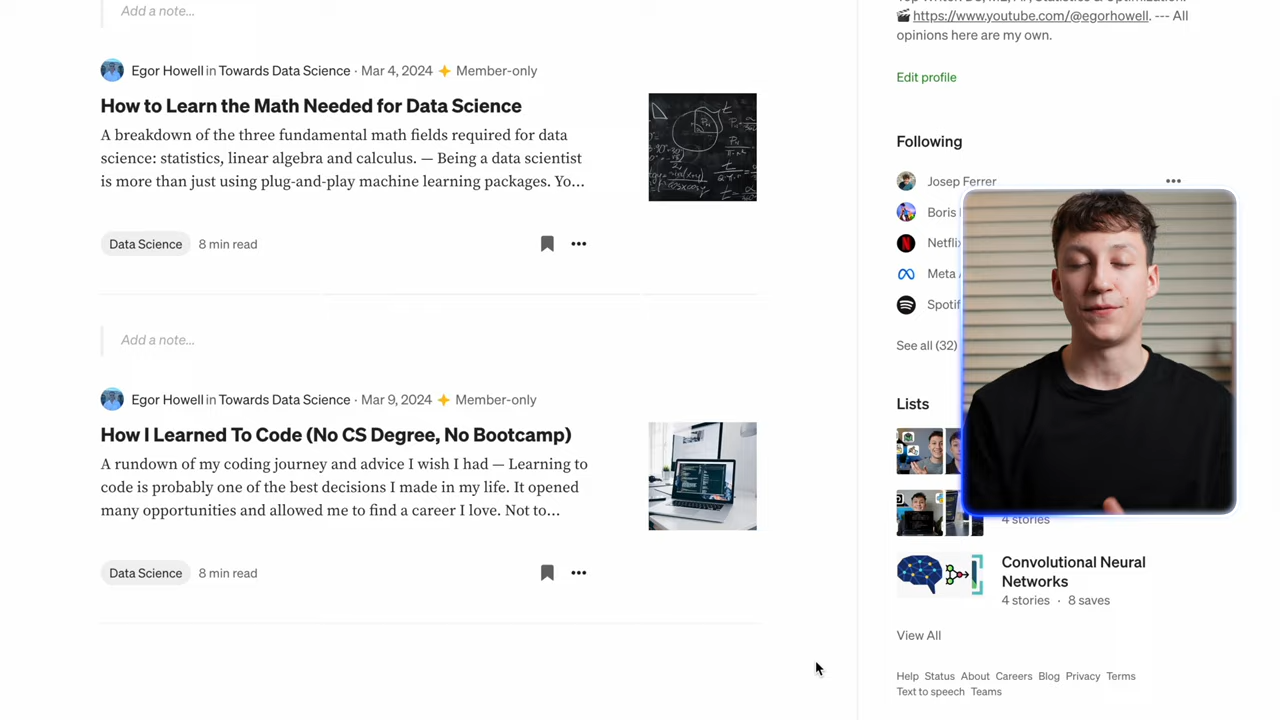 Add a note...
Egor Howell in Towards Data Science · Mar 4, 2024 Member-only
How to Learn the Math Needed for Data Science
A breakdown of the three fundamental math fields required for data
science: statistics, linear algebra and calculus. — Being a data scientist
is more than just using plug-and-play machine learning packages. Yo...
Data Science 8 min read
Add a note...
Egor Howell in Towards Data Science · Mar 9, 2024 Member-only
How I Learned To Code (No CS Degree, No Bootcamp)
A rundown of my coding journey and advice I wish I had — Learning to
code is probably one of the best decisions I made in my life. It opened
many opportunities and allowed me to find a career I love. Not to...
Data Science 8 min read
https://www.youtube.com/@egorhowell. --- All
opinions here are my own.
Edit profile
Following
Josep Ferrer
Boris
Netfli
Meta
Spotif
See all (32)
Lists
4 stories
Convolutional Neural
Networks
4 stories · 8 saves
View All
Help Status About Careers Blog Privacy Terms
Text to speech Teams